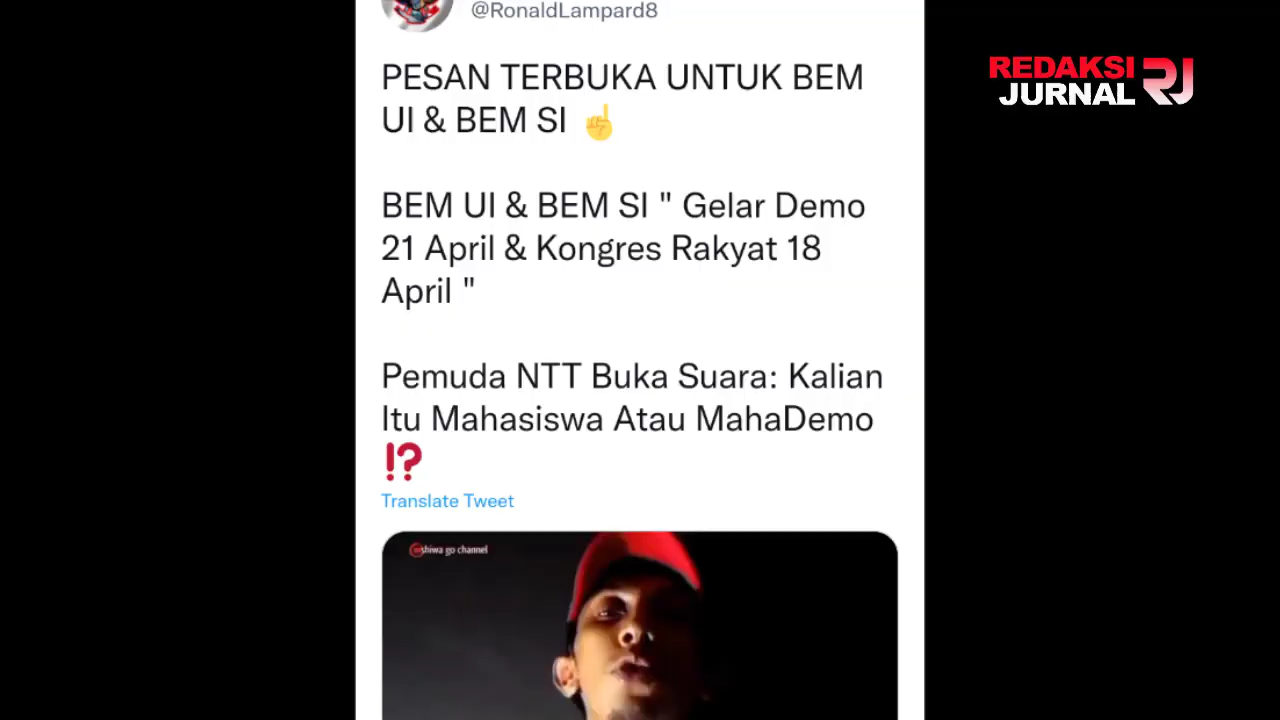 @RonaldLampard8
REDAKSI
JURNAL RJ
PESAN TERBUKA UNTUK BEM
UI & BEM SI ☝
BEM UI & BEM SI " Gelar Demo
21 April & Kongres Rakyat 18
April "
Pemuda NTT Buka Suara: Kalian
Itu Mahasiswa Atau MahaDemo
⁉
Translate Tweet
shiwa go channel